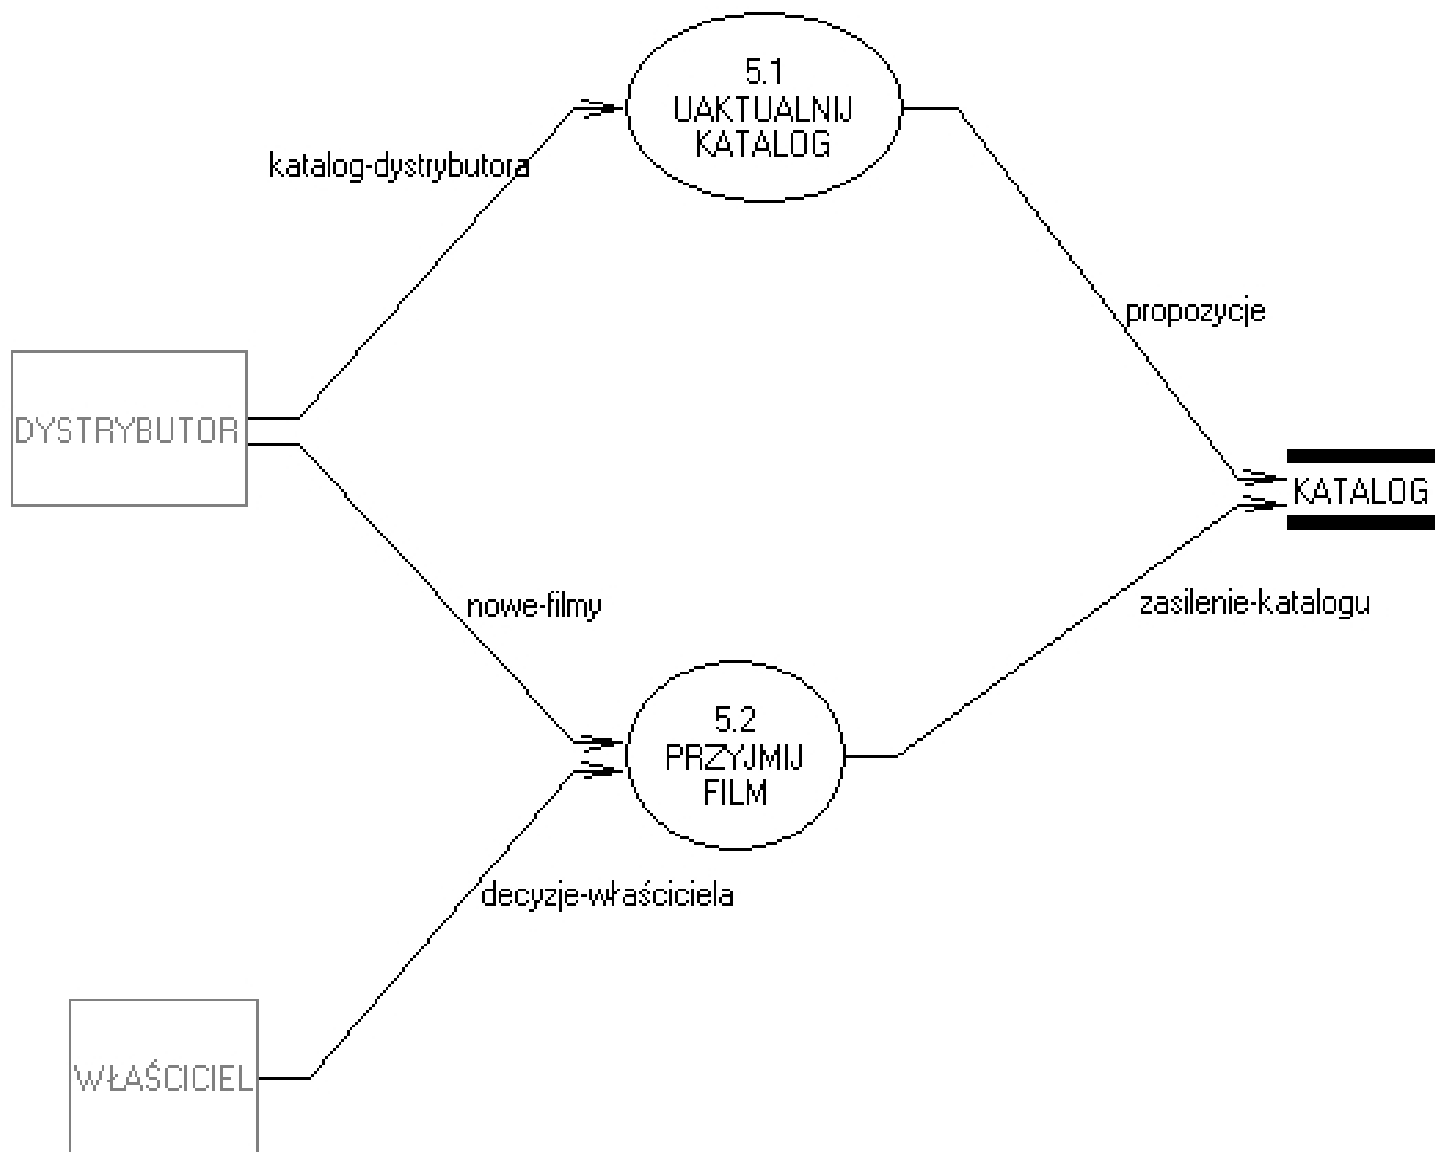 5.1
UAKTUALNIJ
KATALOG
katalog-dystrybutora
propozycje
DYSTRYBUTOR
KATALOG
nowe-filmy
zasilenie-katalogu
5.2
PRZYJMIJ
FILM
decyzje-właściciela
WŁAŚCICIEL